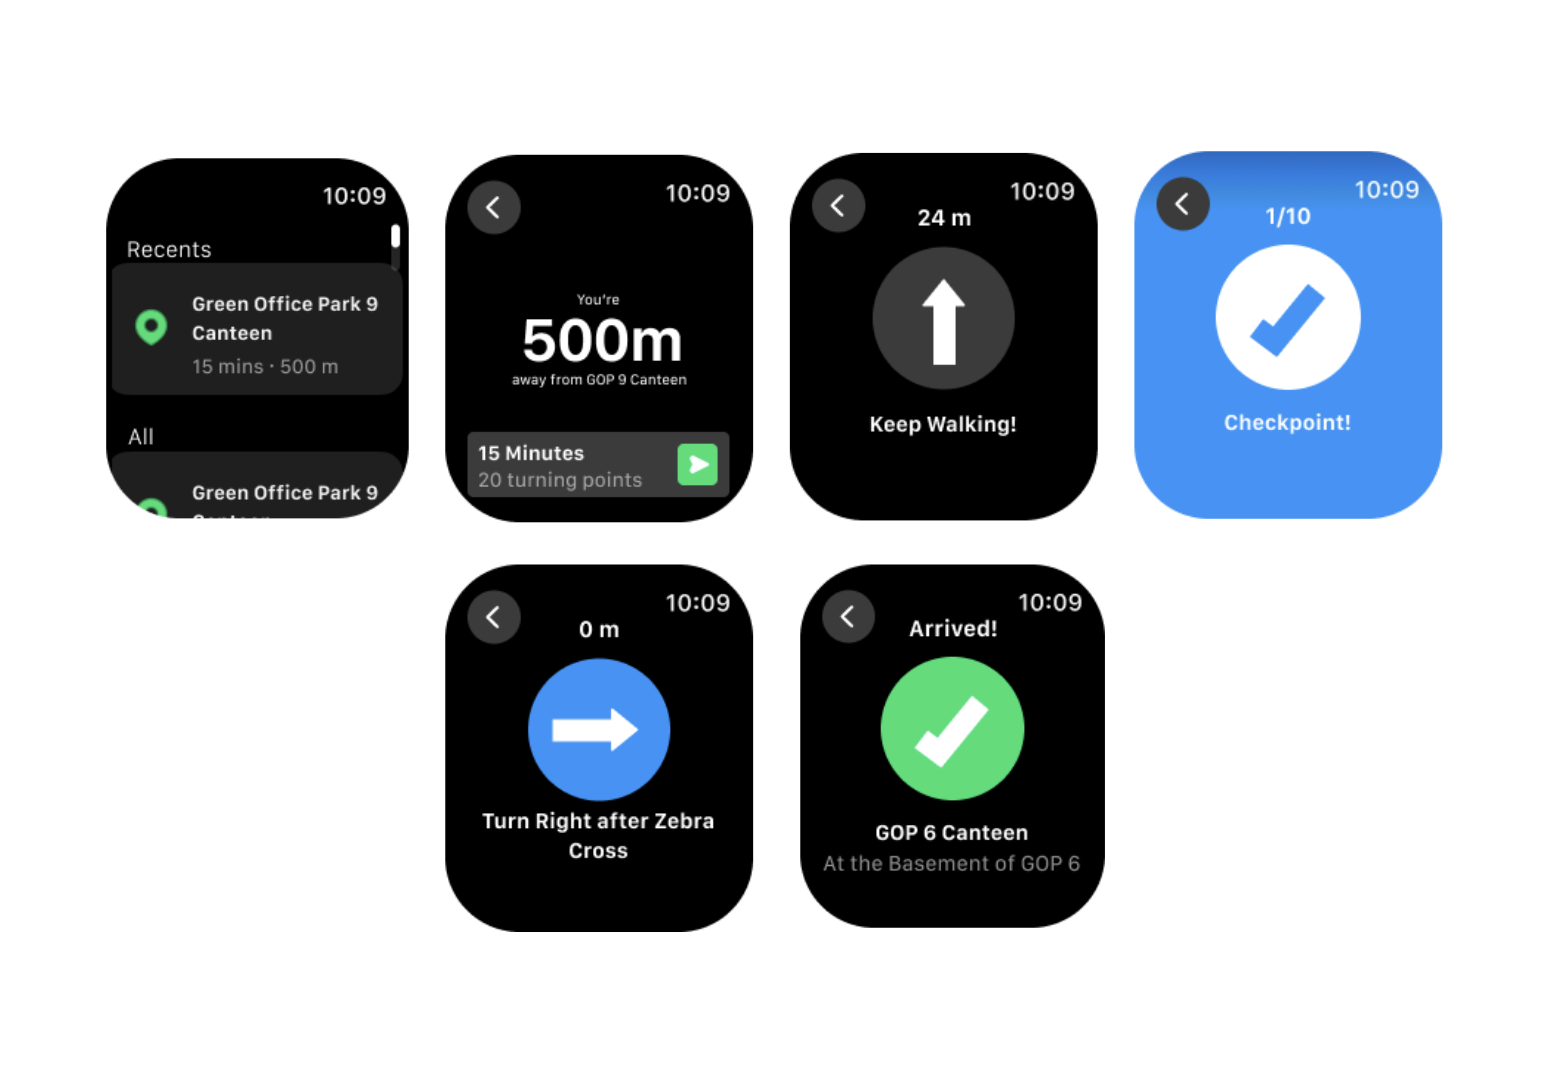 10:09
Recents
Green Office Park 9
Canteen
15 mins · 500 m
All
Green Office Park 9
10:09
You're
500m
away from GOP 9 Canteen
15 Minutes
20 turning points
10:09
24 m
Keep Walking!
10:09
1/10
Checkpoint!
10:09
0 m
Turn Right after Zebra
Cross
10:09
Arrived!
GOP 6 Canteen
At the Basement of GOP 6